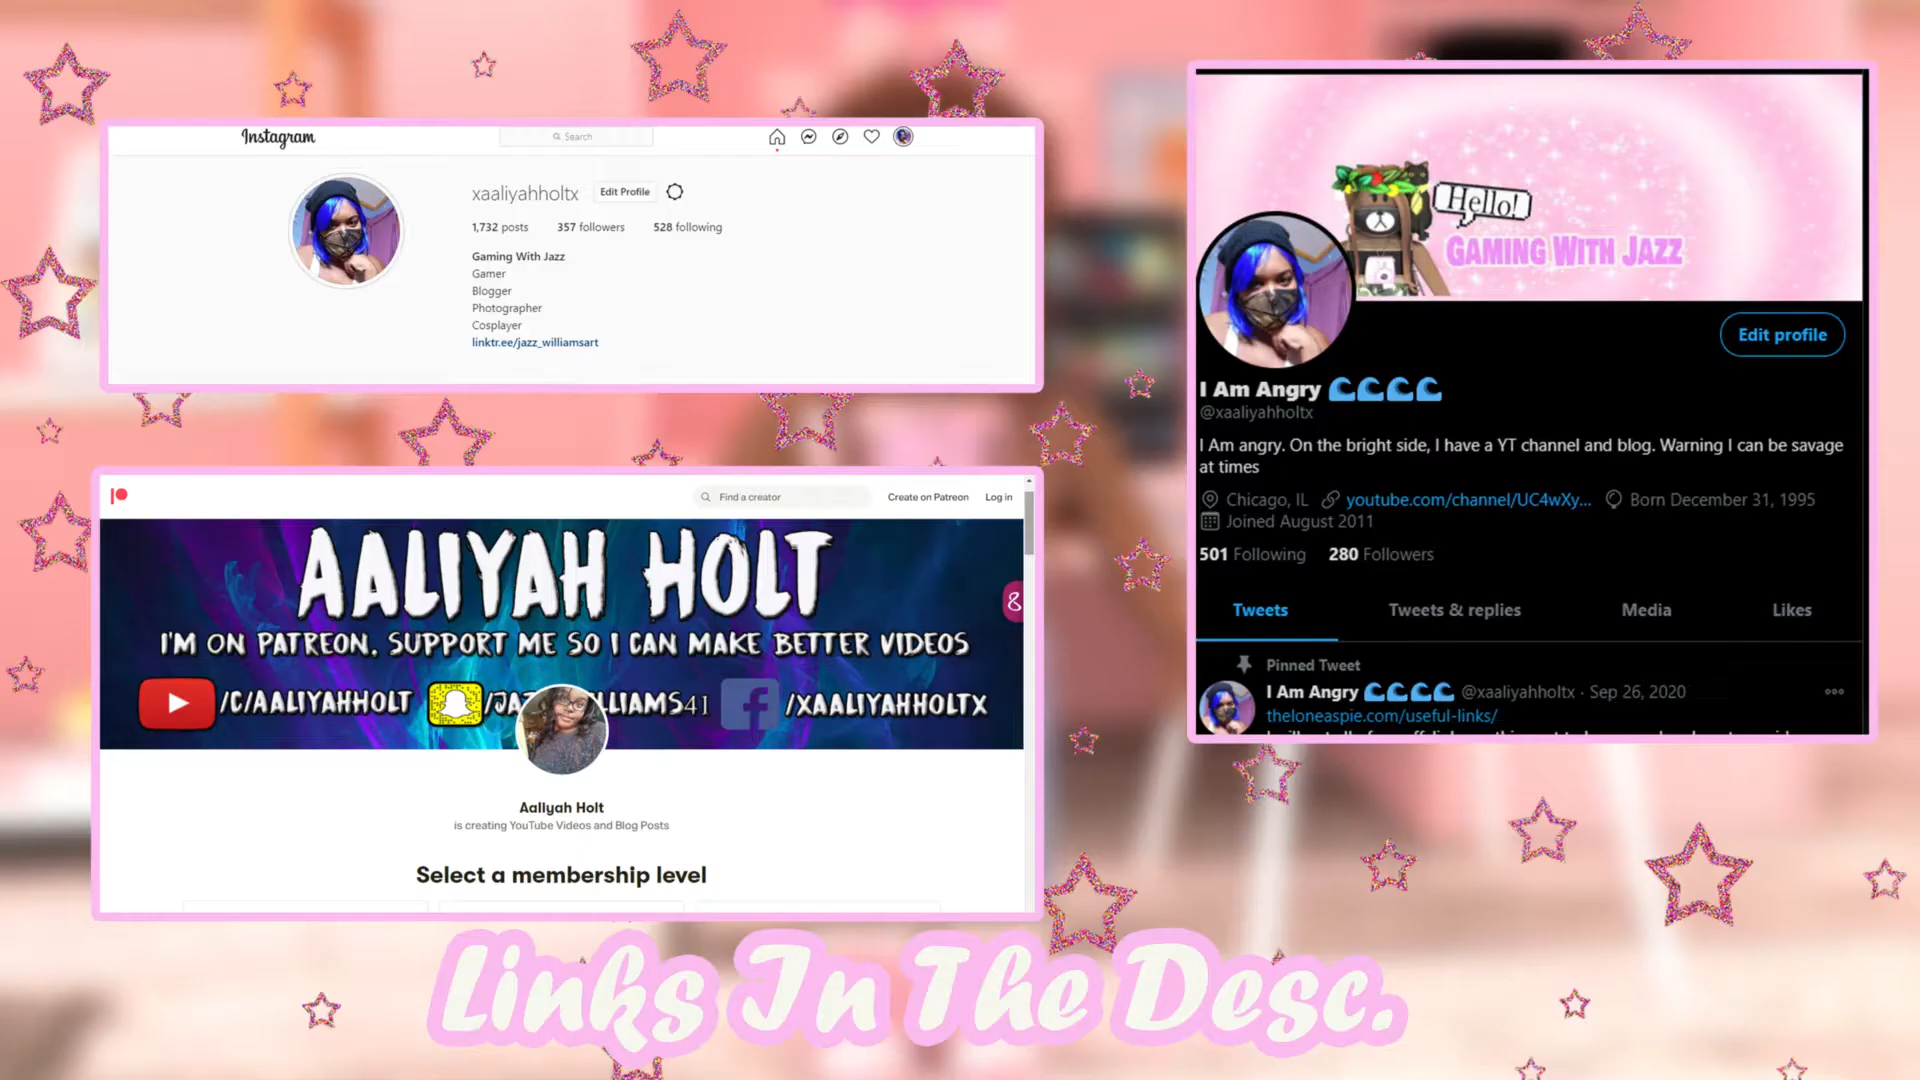 Instagram
Search
xaaliyahholtx Edit Profile
1,732 posts 357 followers 528 following
Gaming With Jazz
Gamer
Blogger
Photographer
Cosplayer
linktr.ee/jazz_williamsart
Find a creator Create on Patreon Log in
AALIYAH HOLT
I'M ON PATREON, SUPPORT ME SO I CAN MAKE BETTER VIDEOS
/C/AALIYAHHOLT /XAALIYAHHOLTX
Aaliyah Holt
is creating YouTube Videos and Blog Posts
Select a membership level
Hello!
GAMING WITH JAZZ
Edit profile
I Am Angry 🌊🌊🌊🌊
@xaaliyahholtx
I Am angry. On the bright side, I have a YT channel and blog. Warning I can be savage
at times
Chicago, IL youtube.com/channel/UC4wXy... Born December 31, 1995
Joined August 2011
501 Following 280 Followers
Tweets Tweets & replies Media Likes
Pinned Tweet
I Am Angry 🌊🌊🌊🌊 @xaaliyahholtx · Sep 26, 2020
theloneaspie.com/useful-links/
Links In The Desc.